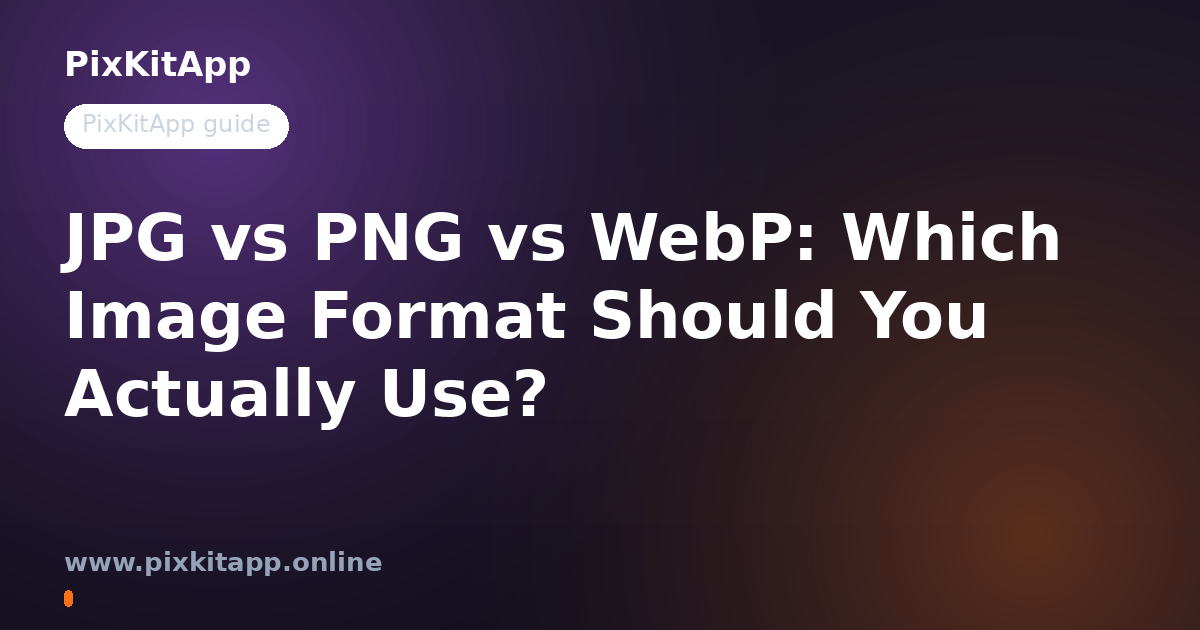 PixKitApp
PixKitApp guide
JPG vs PNG vs WebP: Which
Image Format Should You
Actually Use?
www.pixkitapp.online